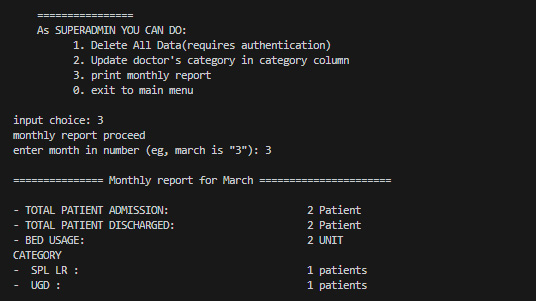 ================
As SUPERADMIN YOU CAN DO:
1. Delete All Data(requires authentication)
2. Update doctor's category in category column
3. print monthly report
0. exit to main menu
input choice: 3
monthly report proceed
enter month in number (eg, march is "3"): 3
=============== Monthly report for March ======================
- TOTAL PATIENT ADMISSION: 2 Patient
- TOTAL PATIENT DISCHARGED: 2 Patient
- BED USAGE: 2 UNIT
CATEGORY
- SPL LR : 1 patients
- UGD : 1 patients